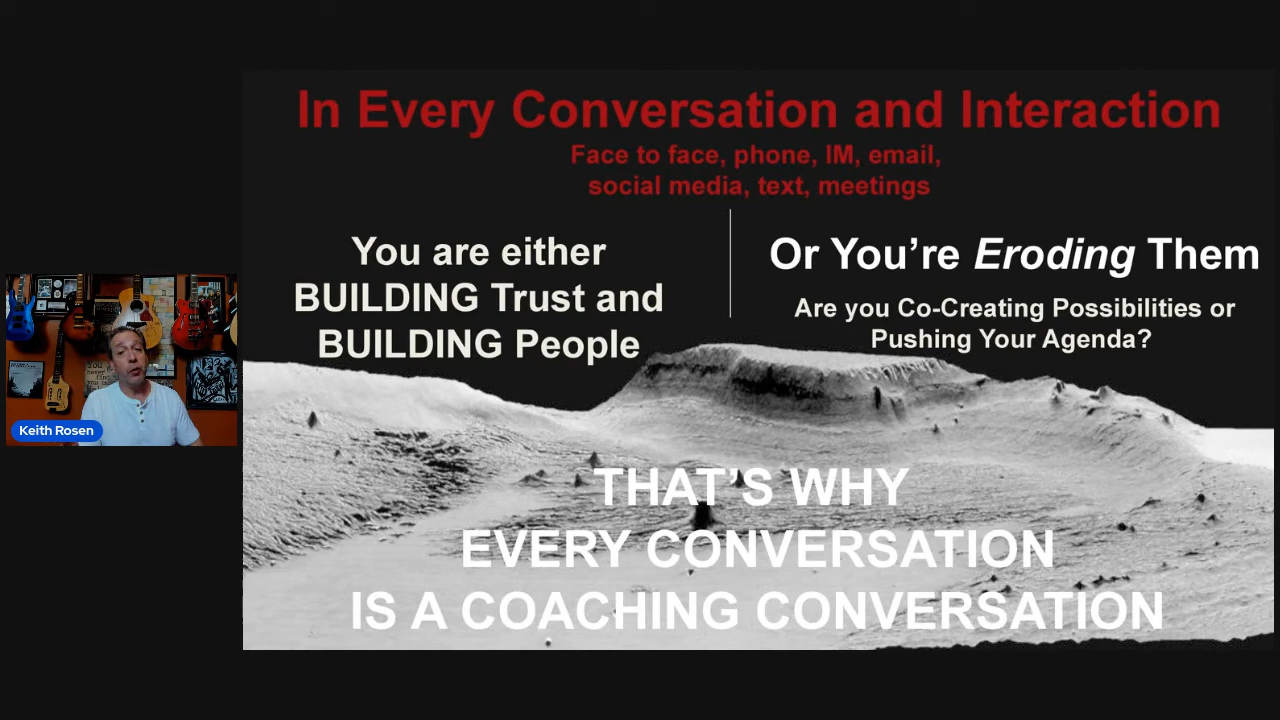 In Every Conversation and Interaction
Face to face, phone, IM, email,
social media, text, meetings
You are either
BUILDING Trust and
BUILDING People
Or You’re Eroding Them
Are you Co-Creating Possibilities or
Pushing Your Agenda?
THAT’S WHY
EVERY CONVERSATION
IS A COACHING CONVERSATION
Keith Rosen